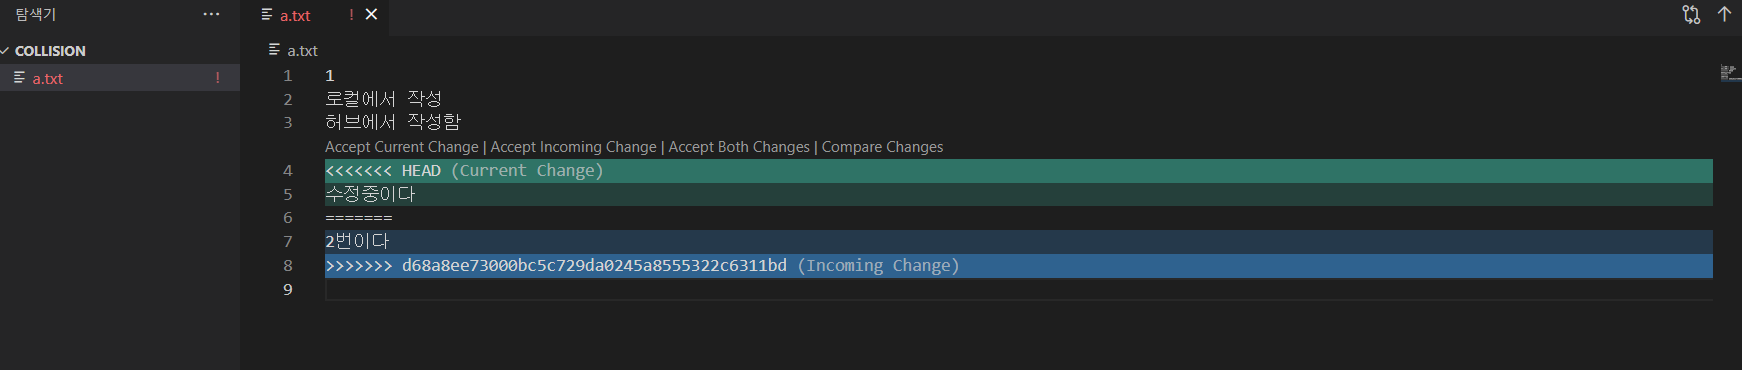 탐색기 ···
a.txt !
COLLISION
a.txt !
a.txt
1 1
2 로컬에서 작성
3 허브에서 작성함
Accept Current Change | Accept Incoming Change | Accept Both Changes | Compare Changes
4 <<<<<<< HEAD (Current Change)
5 수정중이다
6 =======
7 2번이다
8 >>>>>>> d68a8ee73000bc5c729da0245a8555322c6311bd (Incoming Change)
9